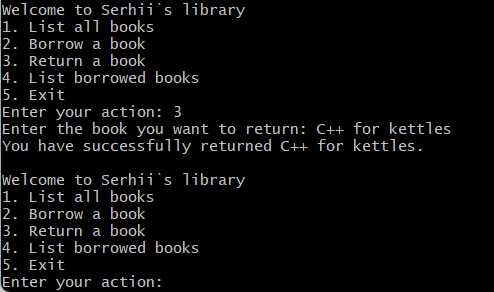 Welcome to Serhii`s library
1. List all books
2. Borrow a book
3. Return a book
4. List borrowed books
5. Exit
Enter your action: 3
Enter the book you want to return: C++ for kettles
You have successfully returned C++ for kettles.
Welcome to Serhii`s library
1. List all books
2. Borrow a book
3. Return a book
4. List borrowed books
5. Exit
Enter your action: